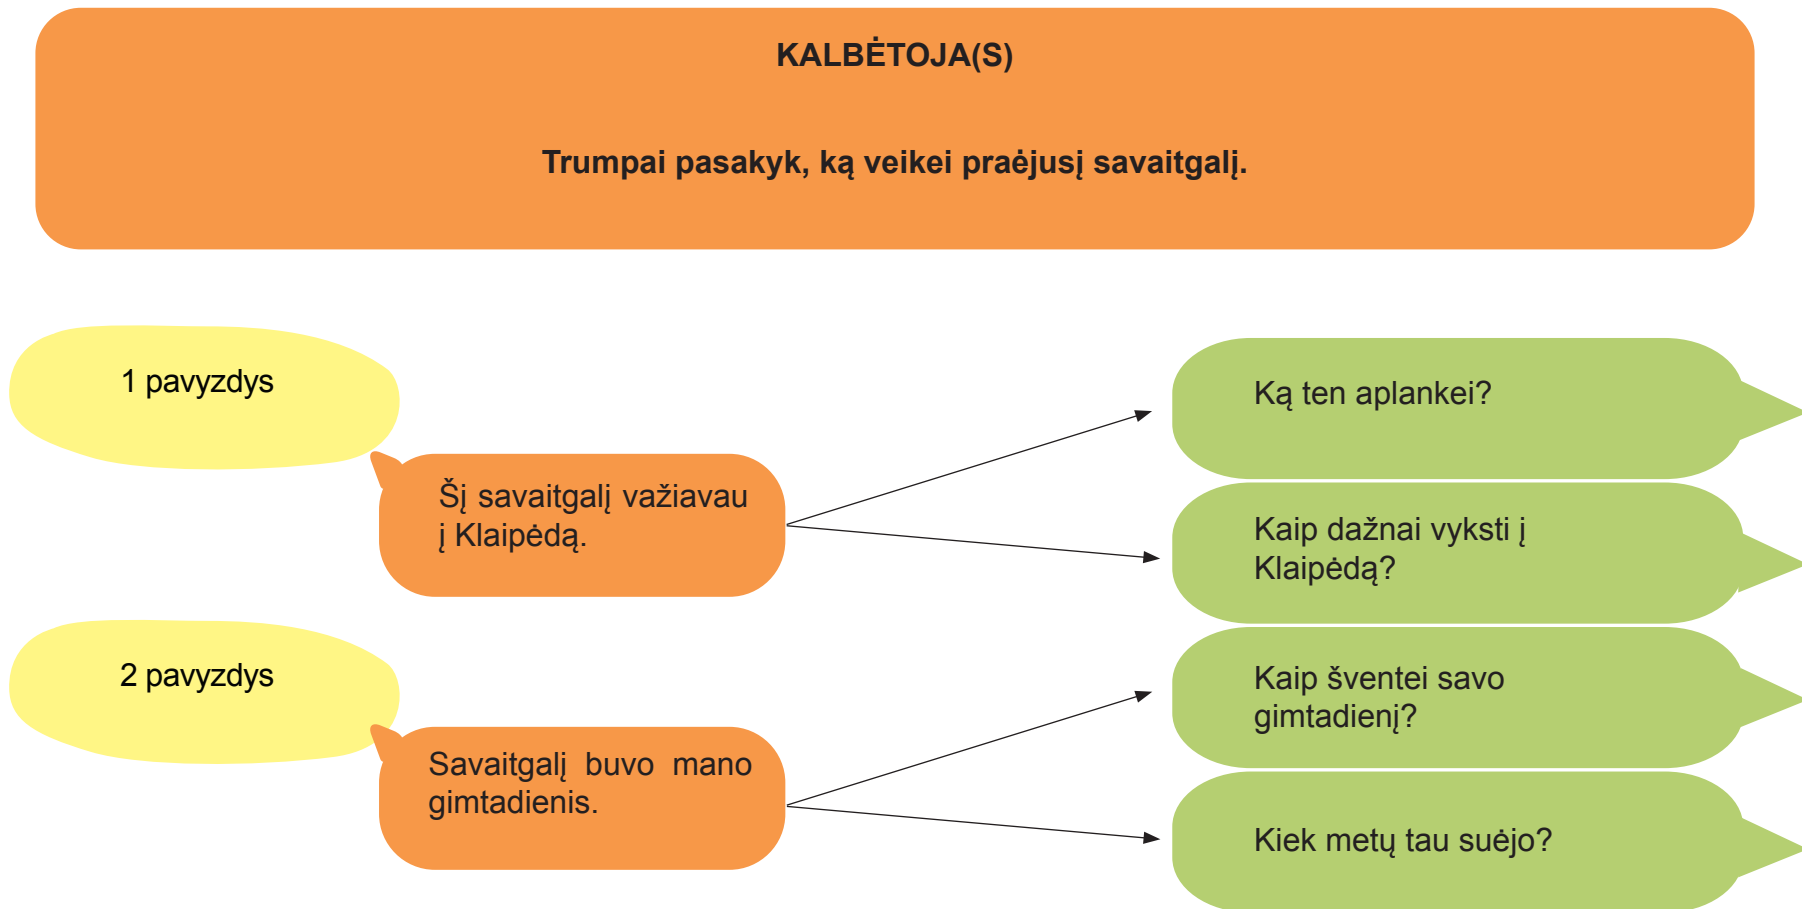 KALBĖTOJA(S)
Trumpai pasakyk, ką veikei praėjusį savaitgalį.
1 pavyzdys
Šį savaitgalį važiavau
į Klaipėdą.
Ką ten aplankei?
Kaip dažnai vyksti į
Klaipėdą?
2 pavyzdys
Savaitgalį buvo mano
gimtadienis.
Kaip šventei savo
gimtadienį?
Kiek metų tau suėjo?